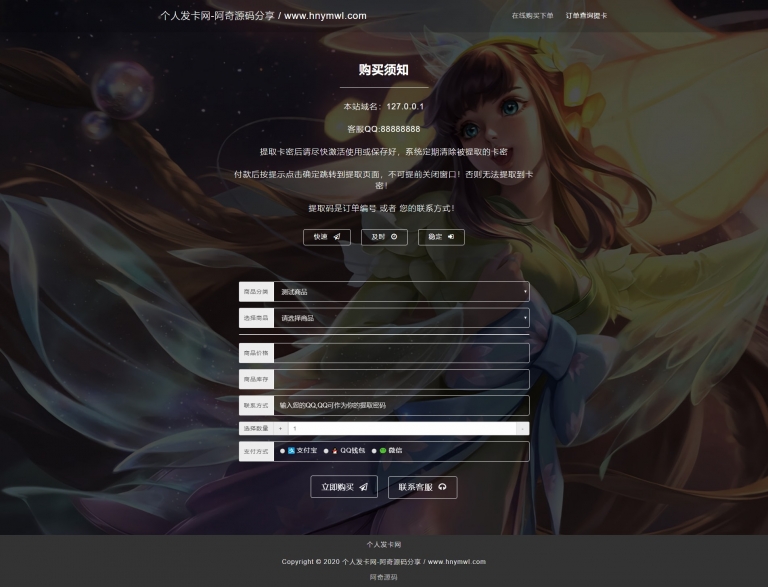 个人发卡网-阿奇源码分享 / www.hnymwl.com
在线购买下单 订单查询提卡
购买须知
本站域名：127.0.0.1
客服QQ:88888888
提取卡密后请尽快激活使用或保存好，系统定期清除被提取的卡密
付款后按提示点击确定跳转到提取页面，不可提前关闭窗口！否则无法提取到卡
密！
提取码是订单编号 或者 您的联系方式！
快速 及时 稳定
商品分类 测试商品
选择商品 请选择商品
商品价格
商品库存
联系方式 输入您的QQ,QQ可作为你的提取密码
选择数量 + 1 -
支付方式 支付宝 QQ钱包 微信
立即购买 联系客服
个人发卡网
Copyright © 2020 个人发卡网-阿奇源码分享 / www.hnymwl.com
阿奇源码